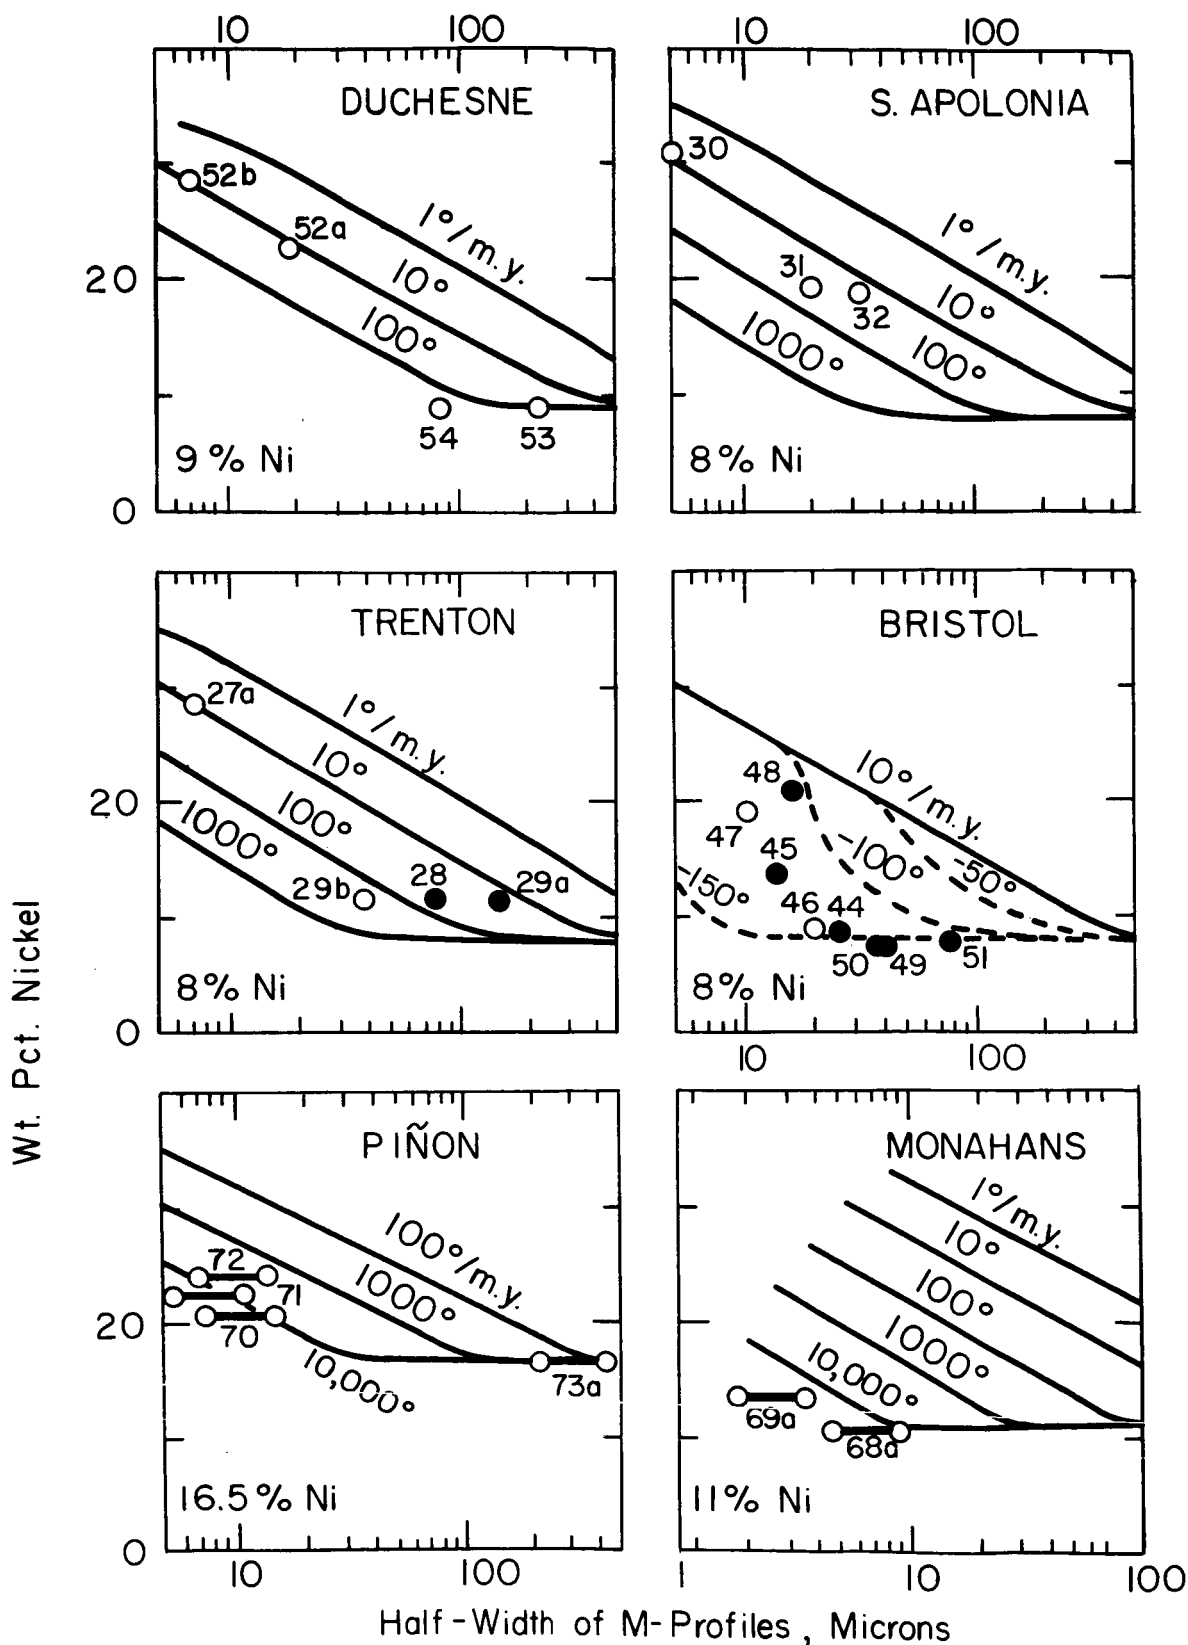 10 100
10 100
DUCHESNE
52b
52a
1°/m.y.
10°
100°
54
53
9% Ni
20
0
S. APOLONIA
30
31
32
1°/m.y.
10°
100°
1000°
8% Ni
TRENTON
27a
1°/m.y.
10°
100°
1000°
28
29a
29b
8% Ni
20
0
BRISTOL
48
47
45
46
44
50
49
51
10°/m.y.
-50°
-100°
-150°
8% Ni
10 100
Wt. Pct. Nickel
PIÑON
72
71
70
73a
100°/m.y.
1000°
10,000°
16.5% Ni
20
0
10 100
MONAHANS
1°/m.y.
10°
100°
1000°
10,000°
69a
68a
11% Ni
1 10 100
Half-Width of M-Profiles, Microns